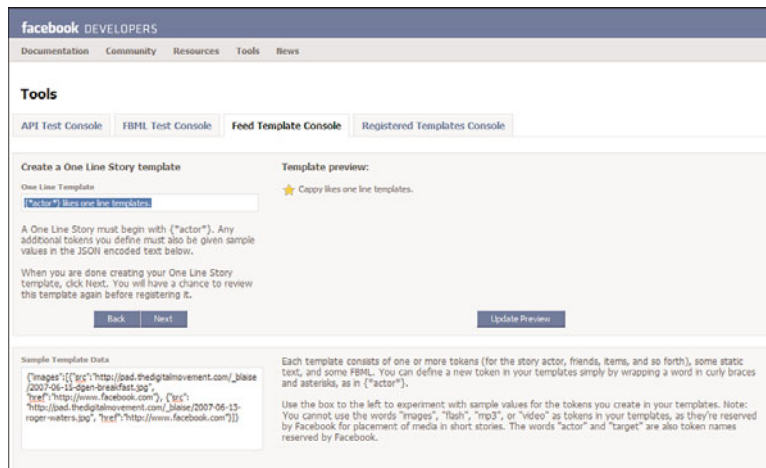 facebook DEVELOPERS
Documentation Community Resources Tools News
Tools
API Test Console FBML Test Console Feed Template Console Registered Templates Console
Create a One Line Story template
One Line Template
{*actor*} likes one line templates.
A One Line Story must begin with {*actor*}. Any
additional tokens you define must also be given sample
values in the JSON encoded text below.
When you are done creating your One Line Story
template, click Next. You will have a chance to review
this template again before registering it.
Back Next
Template preview:
Cappy likes one line templates.
Update Preview
Sample Template Data
{"images":[{"src":"http://pad.thedigitalmovement.com/_blaise
/2007-06-15-dgen-breakfast.jpg",
"href":"http://www.facebook.com"}, {"src":
"http://pad.thedigitalmovement.com/_blaise/2007-06-13-
roger-waters.jpg", "href":"http://www.facebook.com"}]}
Each template consists of one or more tokens (for the story actor, friends, items, and so forth), some static
text, and some FBML. You can define a new token in your templates simply by wrapping a word in curly braces
and asterisks, as in {*actor*}.
Use the box to the left to experiment with sample values for the tokens you create in your templates. Note:
You cannot use the words "images", "flash", "mp3", or "video" as tokens in your templates, as they're reserved
by Facebook for placement of media in short stories. The words "actor" and "target" are also token names
reserved by Facebook.